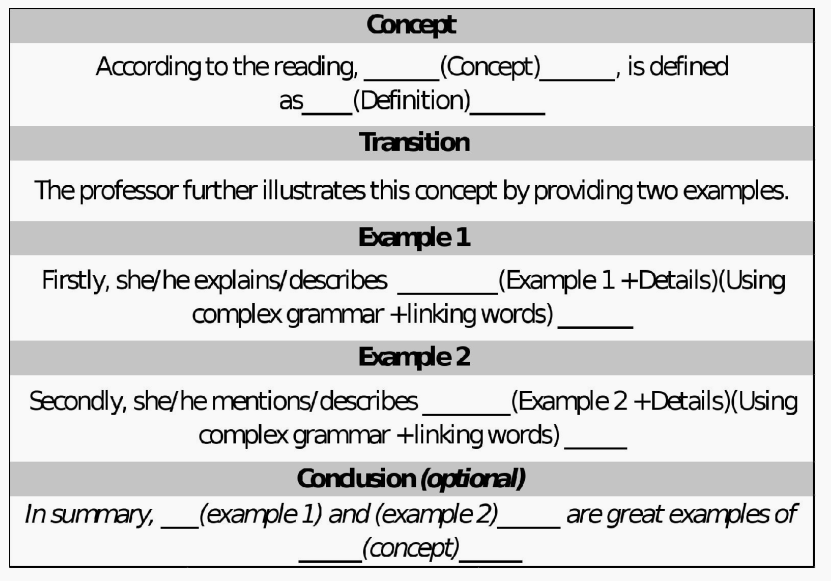 Concept
According to the reading, ______(Concept)______, is defined
as____(Definition)______
Transition
The professor further illustrates this concept by providing two examples.
Example 1
Firstly, she/he explains/describes ________(Example 1 +Details)(Using
complex grammar +linking words) ______
Example 2
Secondly, she/he mentions/describes _______(Example 2 +Details)(Using
complex grammar +linking words) _____
Conclusion (optional)
In summary, ___(example 1) and (example 2)_____ are great examples of
_____(concept)_____